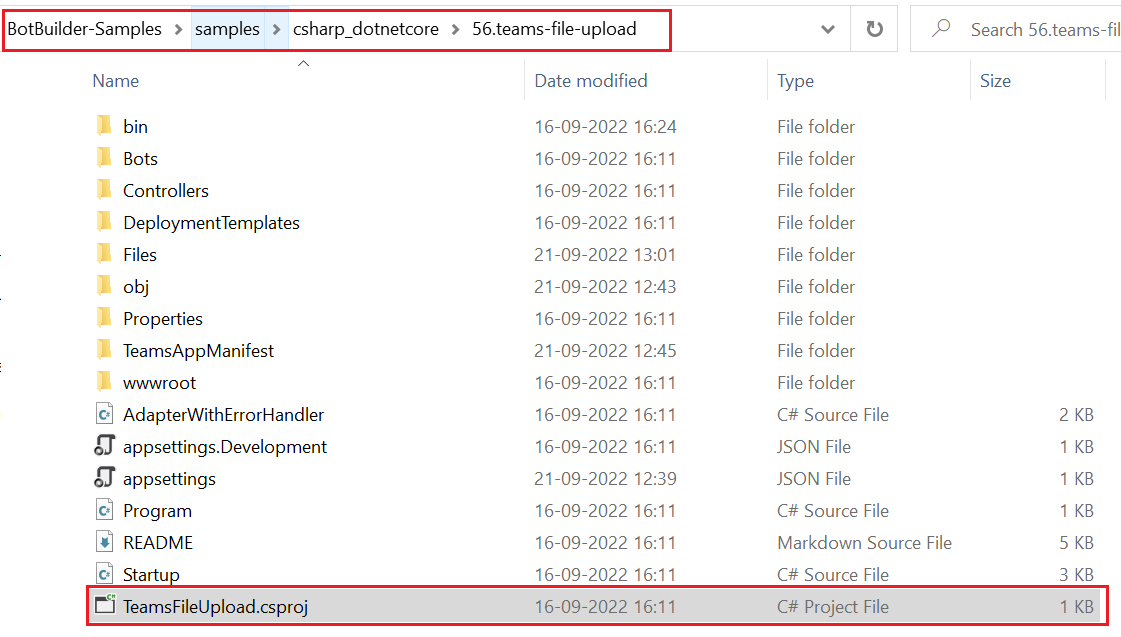 BotBuilder-Samples > samples > csharp_dotnetcore > 56.teams-file-upload Search 56.teams-fil
Name Date modified Type Size
bin 16-09-2022 16:24 File folder
Bots 16-09-2022 16:11 File folder
Controllers 16-09-2022 16:11 File folder
DeploymentTemplates 16-09-2022 16:11 File folder
Files 21-09-2022 13:01 File folder
obj 21-09-2022 12:43 File folder
Properties 16-09-2022 16:11 File folder
TeamsAppManifest 21-09-2022 12:45 File folder
wwwroot 16-09-2022 16:11 File folder
AdapterWithErrorHandler 16-09-2022 16:11 C# Source File 2 KB
appsettings.Development 16-09-2022 16:11 JSON File 1 KB
appsettings 21-09-2022 12:39 JSON File 1 KB
Program 16-09-2022 16:11 C# Source File 1 KB
README 16-09-2022 16:11 Markdown Source File 5 KB
Startup 16-09-2022 16:11 C# Source File 3 KB
TeamsFileUpload.csproj 16-09-2022 16:11 C# Project File 1 KB